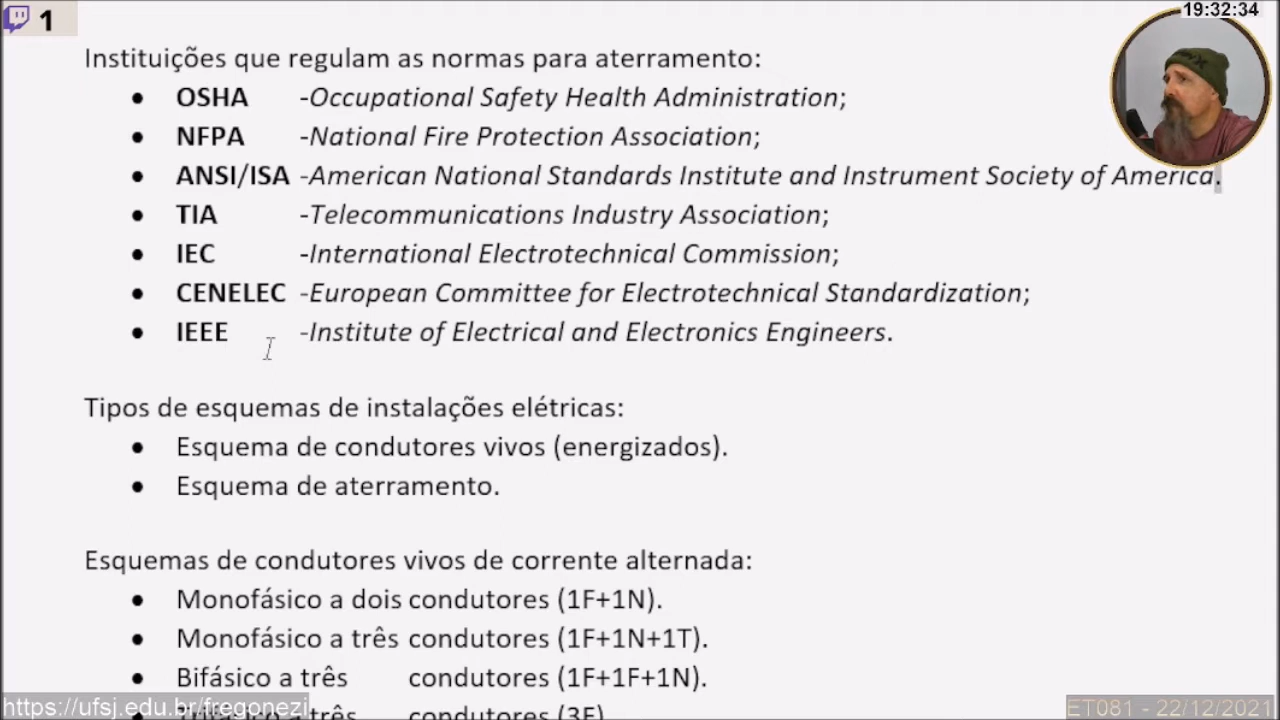 1
19:32:34
Instituições que regulam as normas para aterramento:
• OSHA -Occupational Safety Health Administration;
• NFPA -National Fire Protection Association;
• ANSI/ISA -American National Standards Institute and Instrument Society of America.
• TIA -Telecommunications Industry Association;
• IEC -International Electrotechnical Commission;
• CENELEC -European Committee for Electrotechnical Standardization;
• IEEE -Institute of Electrical and Electronics Engineers.
Tipos de esquemas de instalações elétricas:
• Esquema de condutores vivos (energizados).
• Esquema de aterramento.
Esquemas de condutores vivos de corrente alternada:
• Monofásico a dois condutores (1F+1N).
• Monofásico a três condutores (1F+1N+1T).
• Bifásico a três condutores (1F+1F+1N).
• três condutores (3F)
https://ufsj.edu.br/fregonezi
ET081 - 22/12/2021